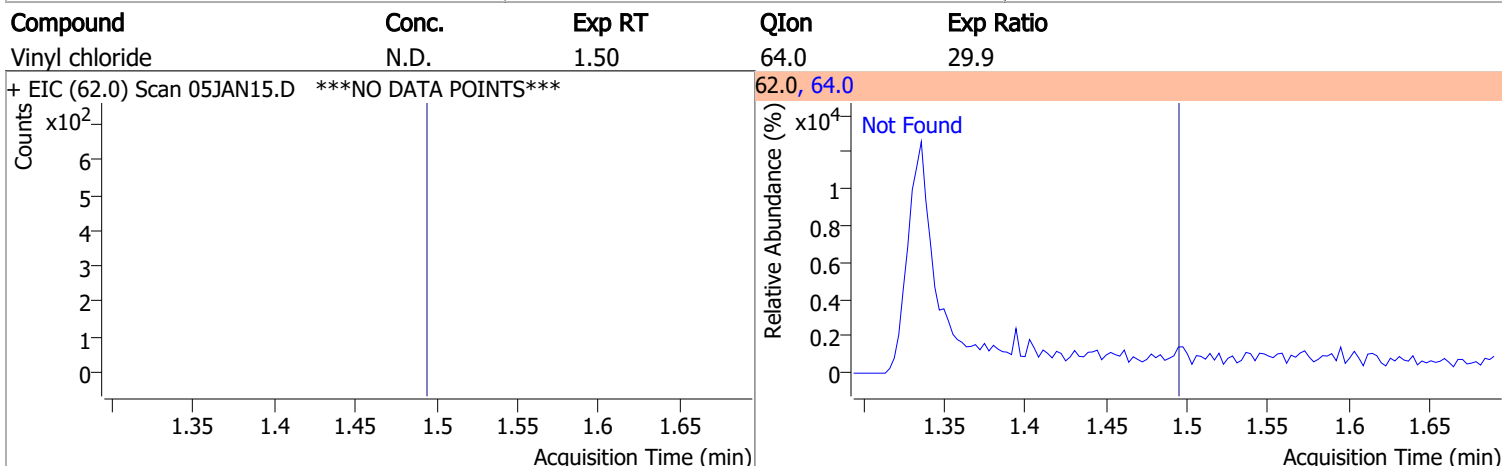 Compound Conc. Exp RT QIon Exp Ratio
Vinyl chloride N.D. 1.50 64.0 29.9
+ EIC (62.0) Scan 05JAN15.D ***NO DATA POINTS***
Counts
x10²
6
5
4
3
2
1
0
1.35 1.4 1.45 1.5 1.55 1.6 1.65
Acquisition Time (min)
62.0, 64.0
Relative Abundance (%)
x10⁴
Not Found
1
0.8
0.6
0.4
0.2
0
1.35 1.4 1.45 1.5 1.55 1.6 1.65
Acquisition Time (min)